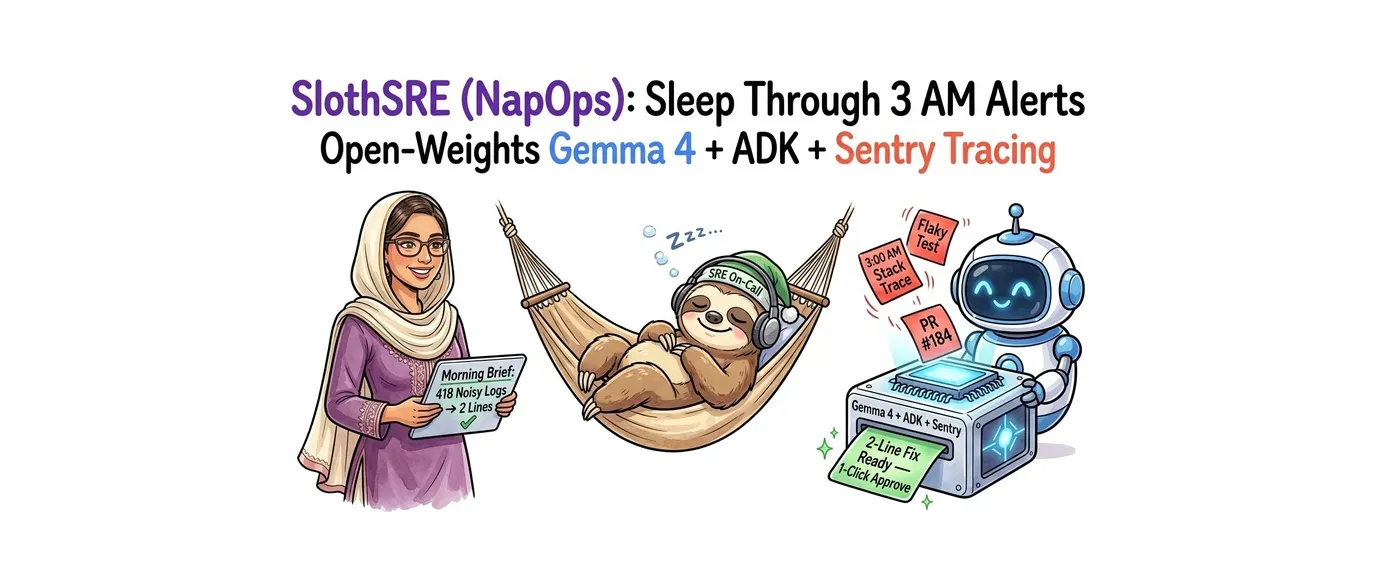 SlothSRE (NapOps): Sleep Through 3 AM Alerts
Open-Weights Gemma 4 + ADK + Sentry Tracing
Morning Brief:
418 Noisy Logs
→ 2 Lines
Zzz...
SRE On-Call
Flaky
Test
3:00 AM
Stack
Trace
PR
#184
Gemma 4 + ADK + Sentry
2-Line Fix
Ready —
1-Click Approve